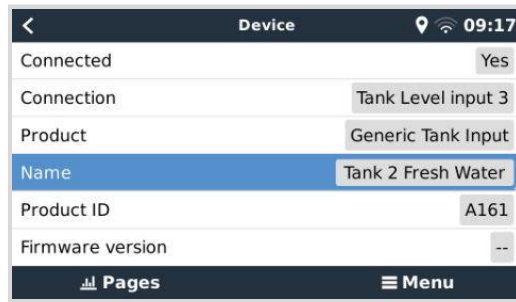 Device 09:17
Connected Yes
Connection Tank Level input 3
Product Generic Tank Input
Name Tank 2 Fresh Water
Product ID A161
Firmware version --
Pages Menu